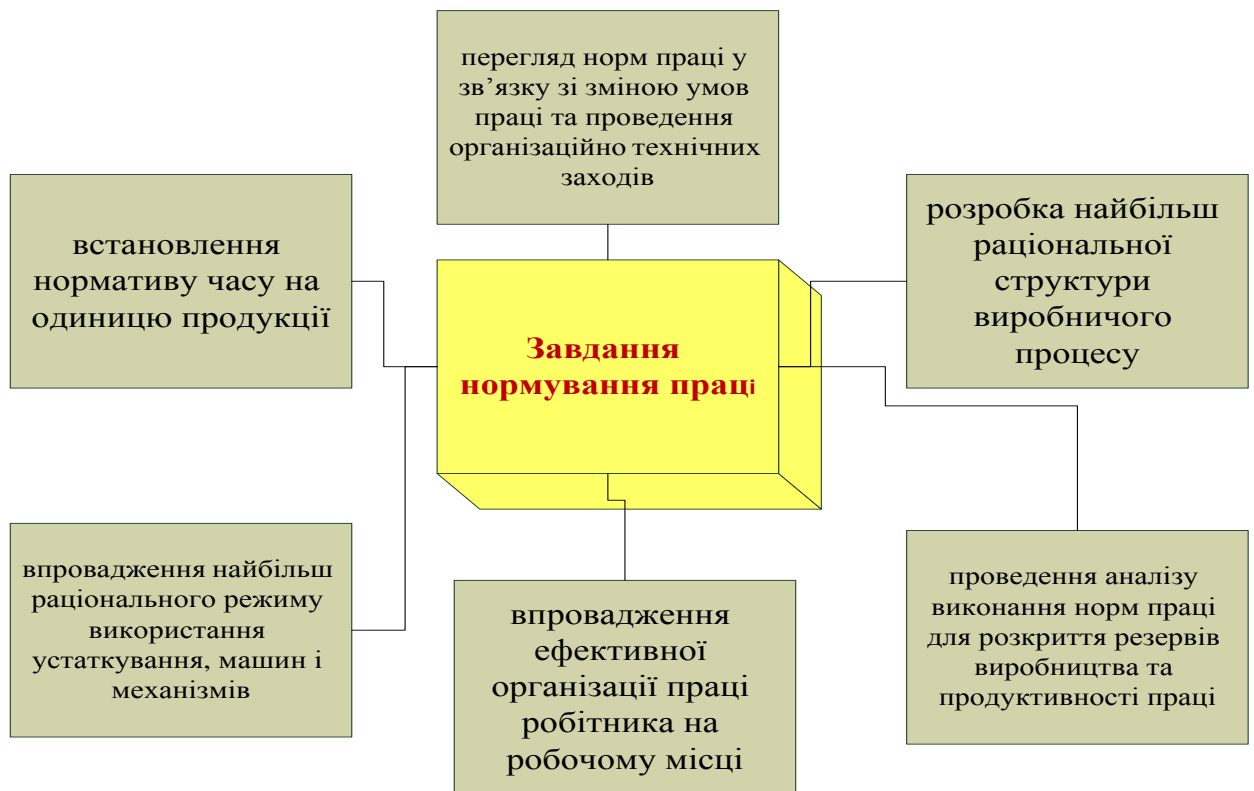 перегляд норм праці у
зв’язку зі зміною умов
праці та проведення
організаційно технічних
заходів
встановлення
нормативу часу на
одиницю продукції
розробка найбільш
раціональної
структури
виробничого
процесу
Завдання
нормування праці
впровадження найбільш
раціонального режиму
використання
устаткування, машин і
механізмів
впровадження
ефективної
організації праці
робітника на
робочому місці
проведення аналізу
виконання норм праці
для розкриття резервів
виробництва та
продуктивності праці